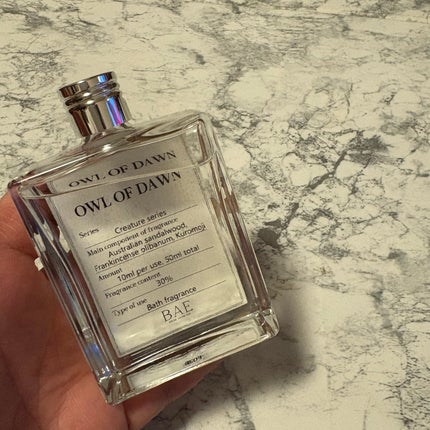 OWL OF DAWN
OWL OF DAWN
Series Creature series
Main component of fragrance
Australian sandalwood,
Frankincense olibanum, Kuromoji
Amount 10ml per use, 50ml total
Fragrance content 30%
Type of use Bath fragrance
BAE